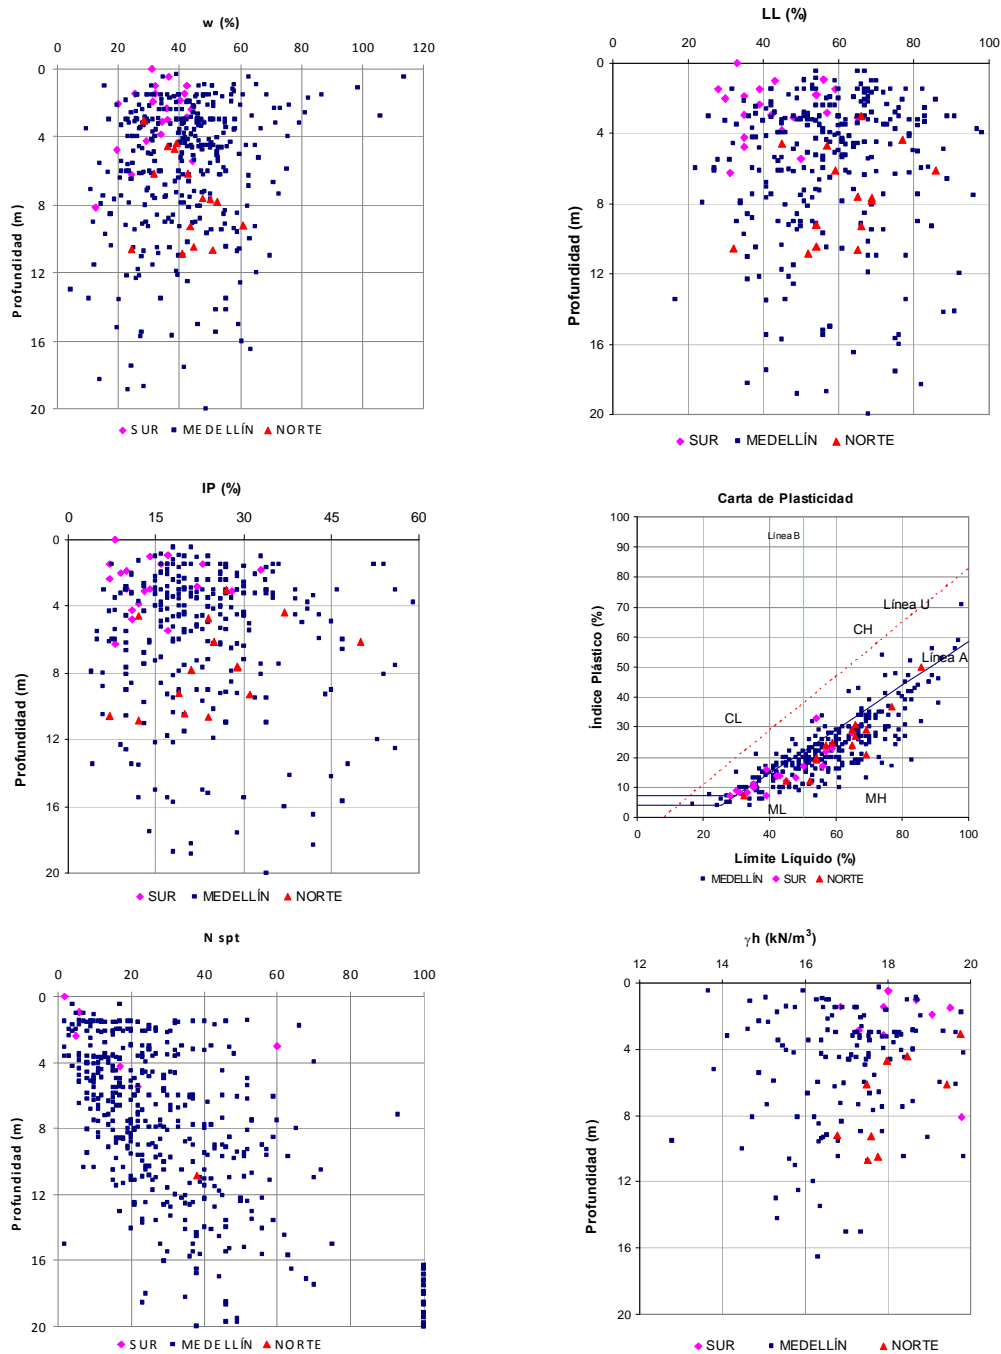 w (%)
0 20 40 60 80 100 120
0
4
8
12
16
20
Profundidad (m)
SUR MEDELLÍN NORTE
LL (%)
0 20 40 60 80 100
0
4
8
12
16
20
Profundidad (m)
SUR MEDELLÍN NORTE
IP (%)
0 15 30 45 60
0
4
8
12
16
20
Profundidad (m)
SUR MEDELLÍN NORTE
Carta de Plasticidad
100
90
80
70
60
50
40
30
20
10
0
Índice Plástico (%)
Línea B
Línea U
CH
Línea A
CL
ML
MH
0 20 40 60 80 100
Límite Líquido (%)
MEDELLÍN SUR NORTE
N spt
0 20 40 60 80 100
0
4
8
12
16
20
Profundidad (m)
SUR MEDELLÍN NORTE
γh (kN/m³)
12 14 16 18 20
0
4
8
12
16
20
Profundidad (m)
SUR MEDELLÍN NORTE